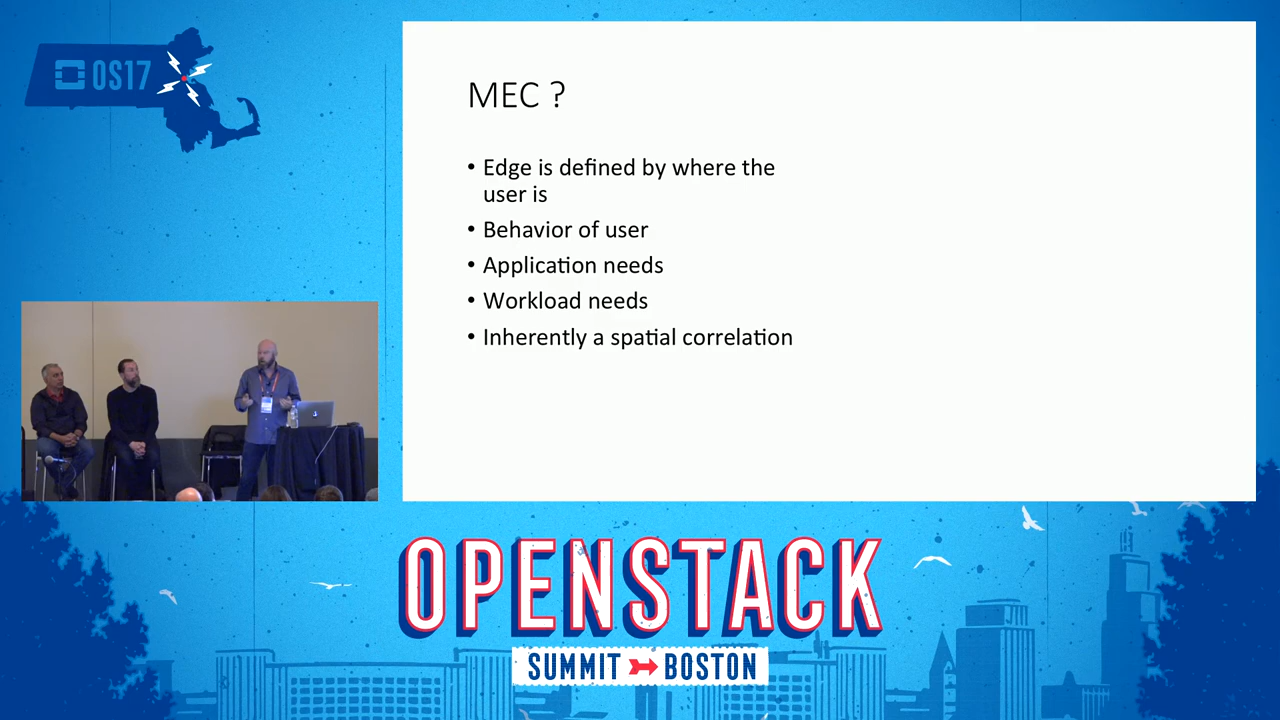 OS17
MEC ?
• Edge is defined by where the
user is
• Behavior of user
• Application needs
• Workload needs
• Inherently a spatial correlation
OPENSTACK
SUMMIT BOSTON